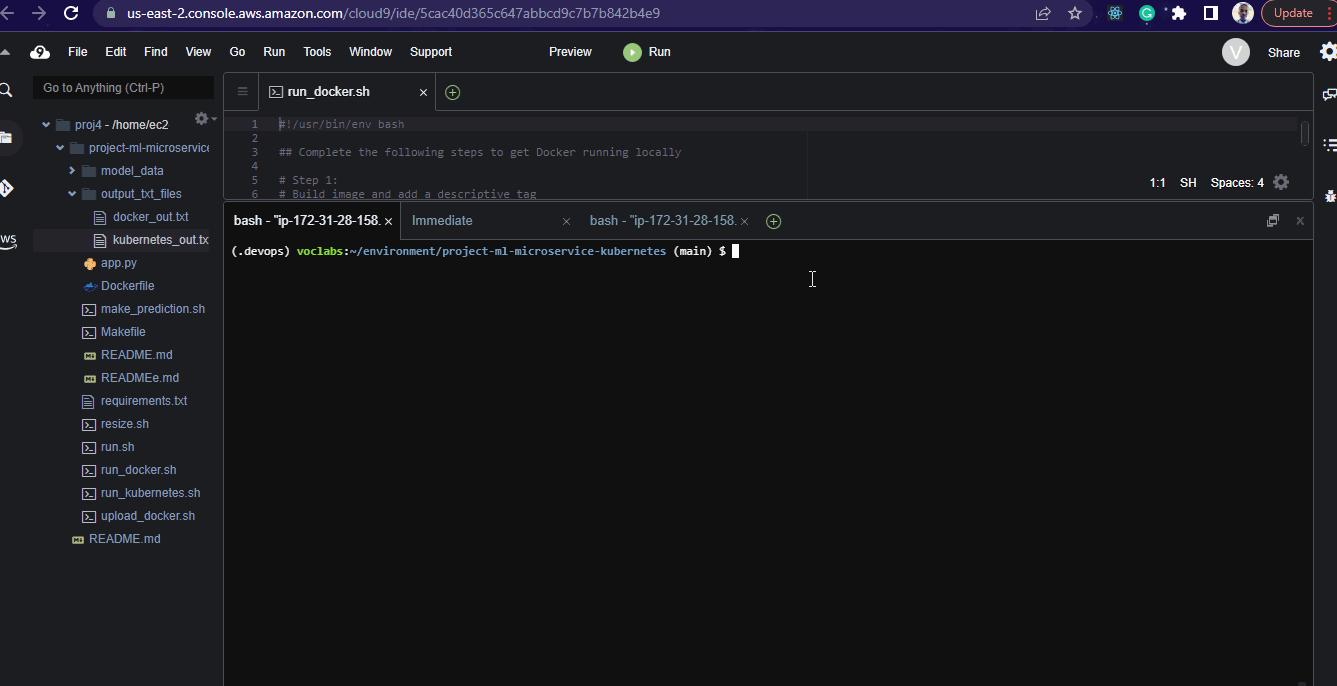 us-east-2.console.aws.amazon.com/cloud9/ide/5cac40d365c647abbcd9c7b7b842b4e9
Update
9 File Edit Find View Go Run Tools Window Support Preview Run V Share
Go to Anything (Ctrl-P)
proj4 - /home/ec2
project-ml-microservice
model_data
output_txt_files
docker_out.txt
kubernetes_out.tx
app.py
Dockerfile
make_prediction.sh
Makefile
README.md
READMEe.md
requirements.txt
resize.sh
run.sh
run_docker.sh
run_kubernetes.sh
upload_docker.sh
README.md
WS
run_docker.sh
1 #!/usr/bin/env bash
2
3 ## Complete the following steps to get Docker running locally
4
5 # Step 1:
6 # Build image and add a descriptive tag
1:1 SH Spaces: 4
bash - "ip-172-31-28-158. Immediate bash - "ip-172-31-28-158.
(.devops) voclabs:~/environment/project-ml-microservice-kubernetes (main) $